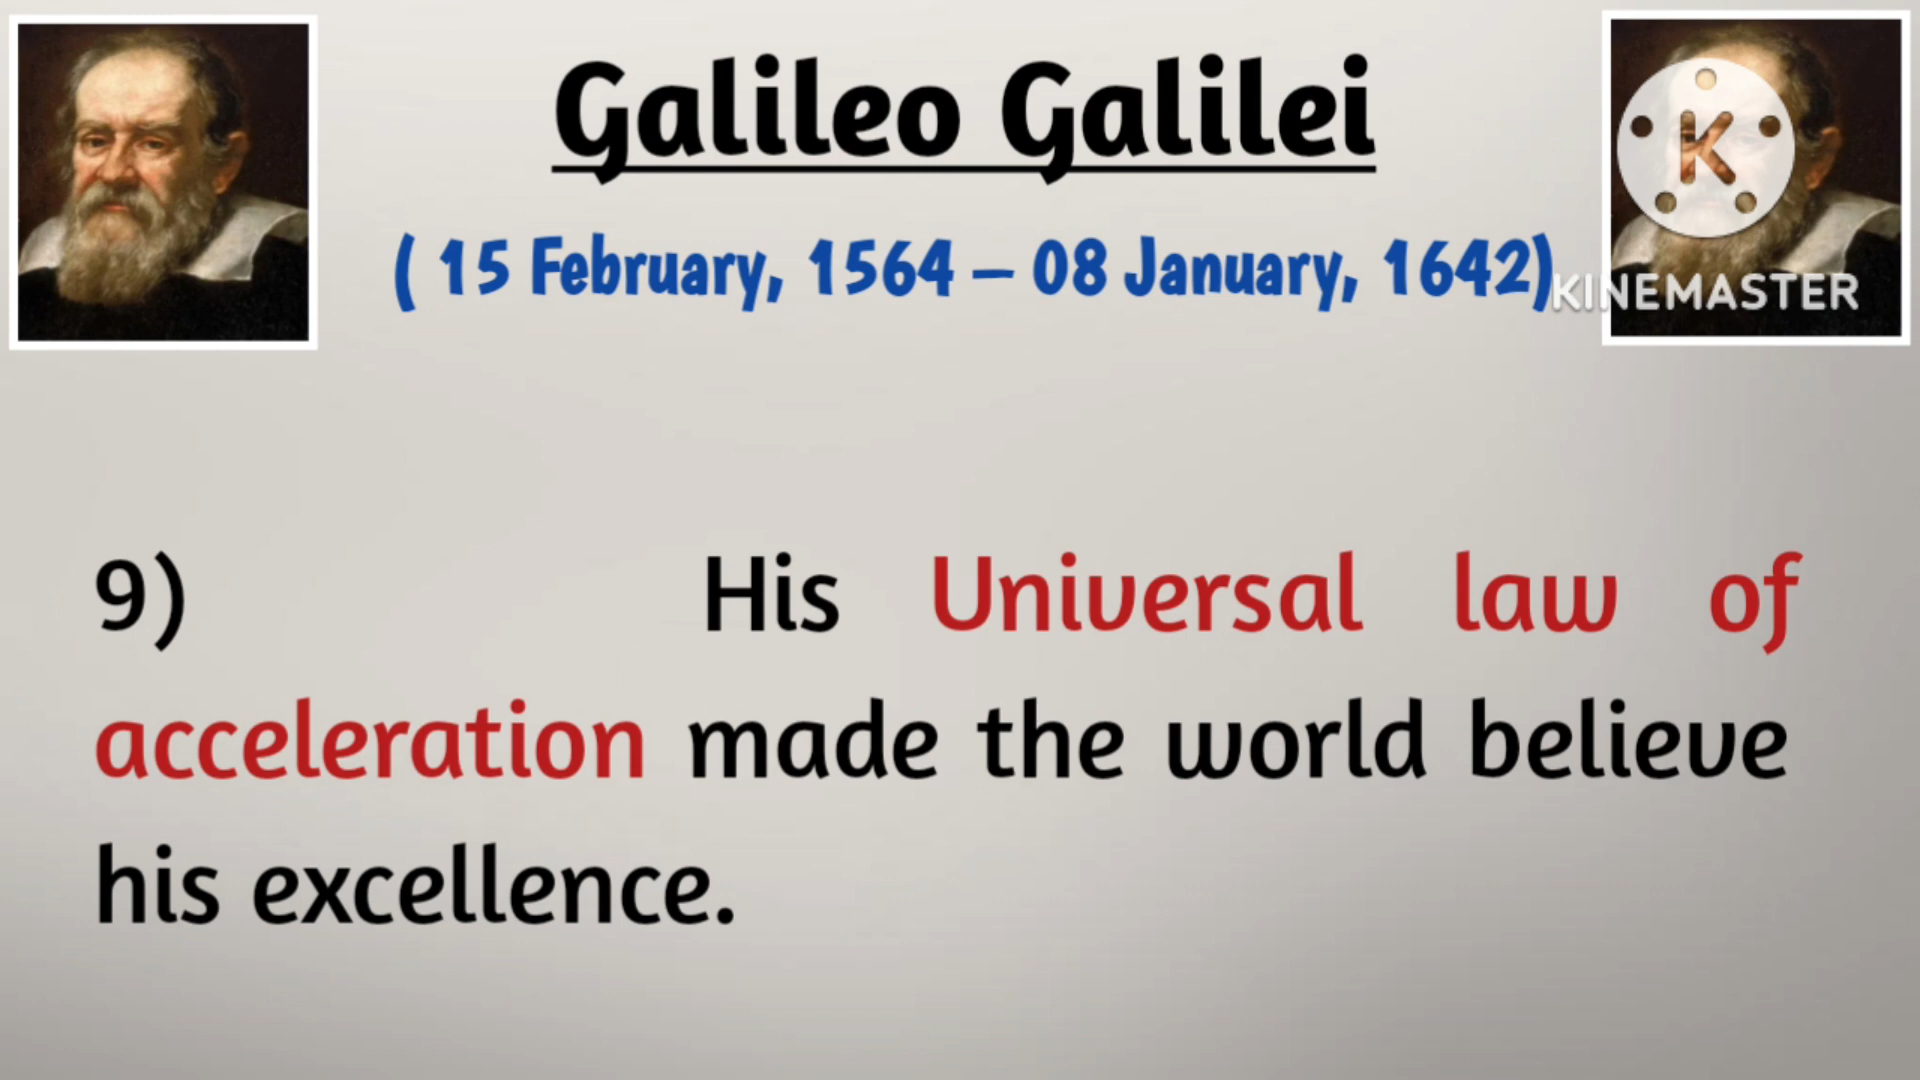 Galileo Galilei
( 15 February, 1564 – 08 January, 1642)
K
KINEMASTER
9) His Universal law of
acceleration made the world believe
his excellence.